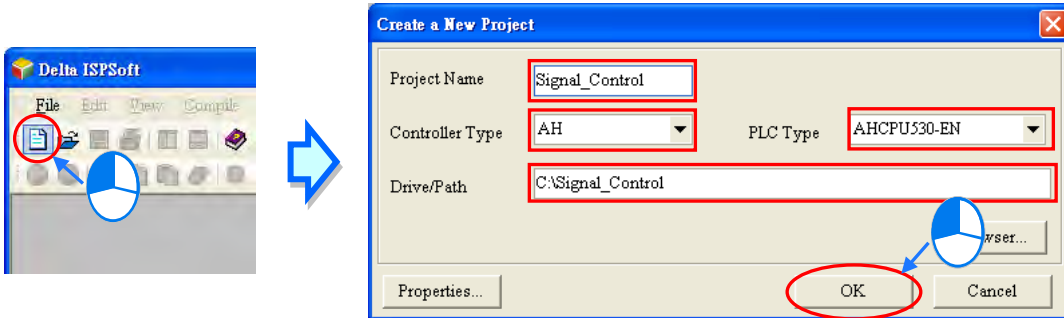 Delta ISPSoft
File Edit View Compile
Create a New Project
Project Name Signal_Control
Controller Type AH PLC Type AHCPU530-EN
Drive/Path C:\Signal_Control
wser...
Properties... OK Cancel